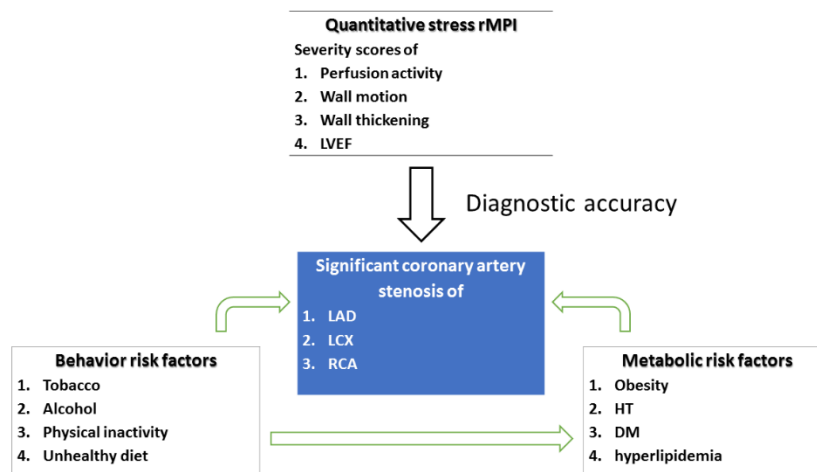 Quantitative stress rMPI
Severity scores of
1. Perfusion activity
2. Wall motion
3. Wall thickening
4. LVEF
Diagnostic accuracy
Significant coronary artery
stenosis of
1. LAD
2. LCX
3. RCA
Behavior risk factors
1. Tobacco
2. Alcohol
3. Physical inactivity
4. Unhealthy diet
Metabolic risk factors
1. Obesity
2. HT
3. DM
4. hyperlipidemia